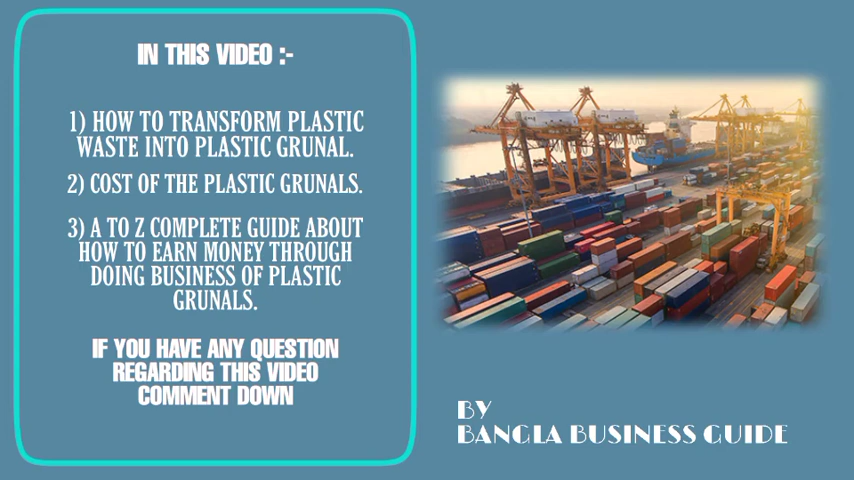 IN THIS VIDEO :-
1) HOW TO TRANSFORM PLASTIC
WASTE INTO PLASTIC GRUNAL.
2) COST OF THE PLASTIC GRUNALS.
3) A TO Z COMPLETE GUIDE ABOUT
HOW TO EARN MONEY THROUGH
DOING BUSINESS OF PLASTIC
GRUNALS.
IF YOU HAVE ANY QUESTION
REGARDING THIS VIDEO
COMMENT DOWN
BY
BANGLA BUSINESS GUIDE